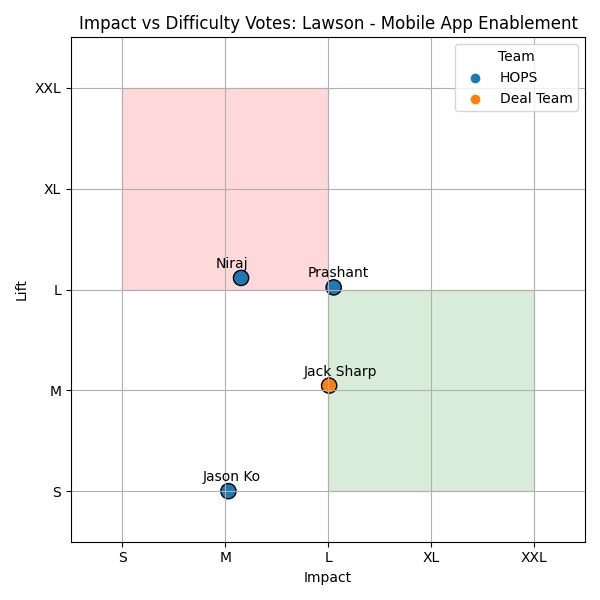 Impact vs Difficulty Votes: Lawson - Mobile App Enablement
Team
HOPS
Deal Team
XXL
XL
L
M
S
Lift
Niraj
Prashant
Jack Sharp
Jason Ko
S
M
L
XL
XXL
Impact